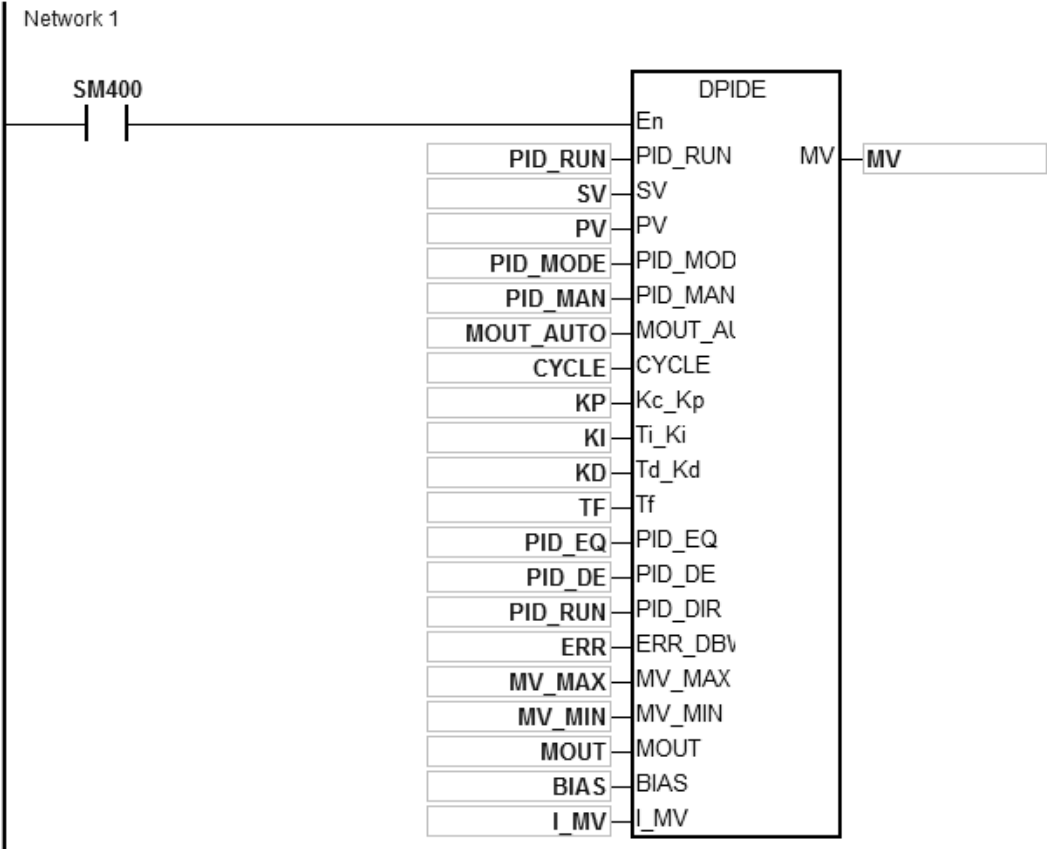 Network 1
SM400
DPIDE
En
PID_RUN PID_RUN MV MV
SV SV
PV PV
PID_MODE PID_MOD
PID_MAN PID_MAN
MOUT_AUTO MOUT_AU
CYCLE CYCLE
KP Kc_Kp
KI Ti_Ki
KD Td_Kd
TF Tf
PID_EQ PID_EQ
PID_DE PID_DE
PID_RUN PID_DIR
ERR ERR_DBW
MV_MAX MV_MAX
MV_MIN MV_MIN
MOUT MOUT
BIAS BIAS
I_MV I_MV